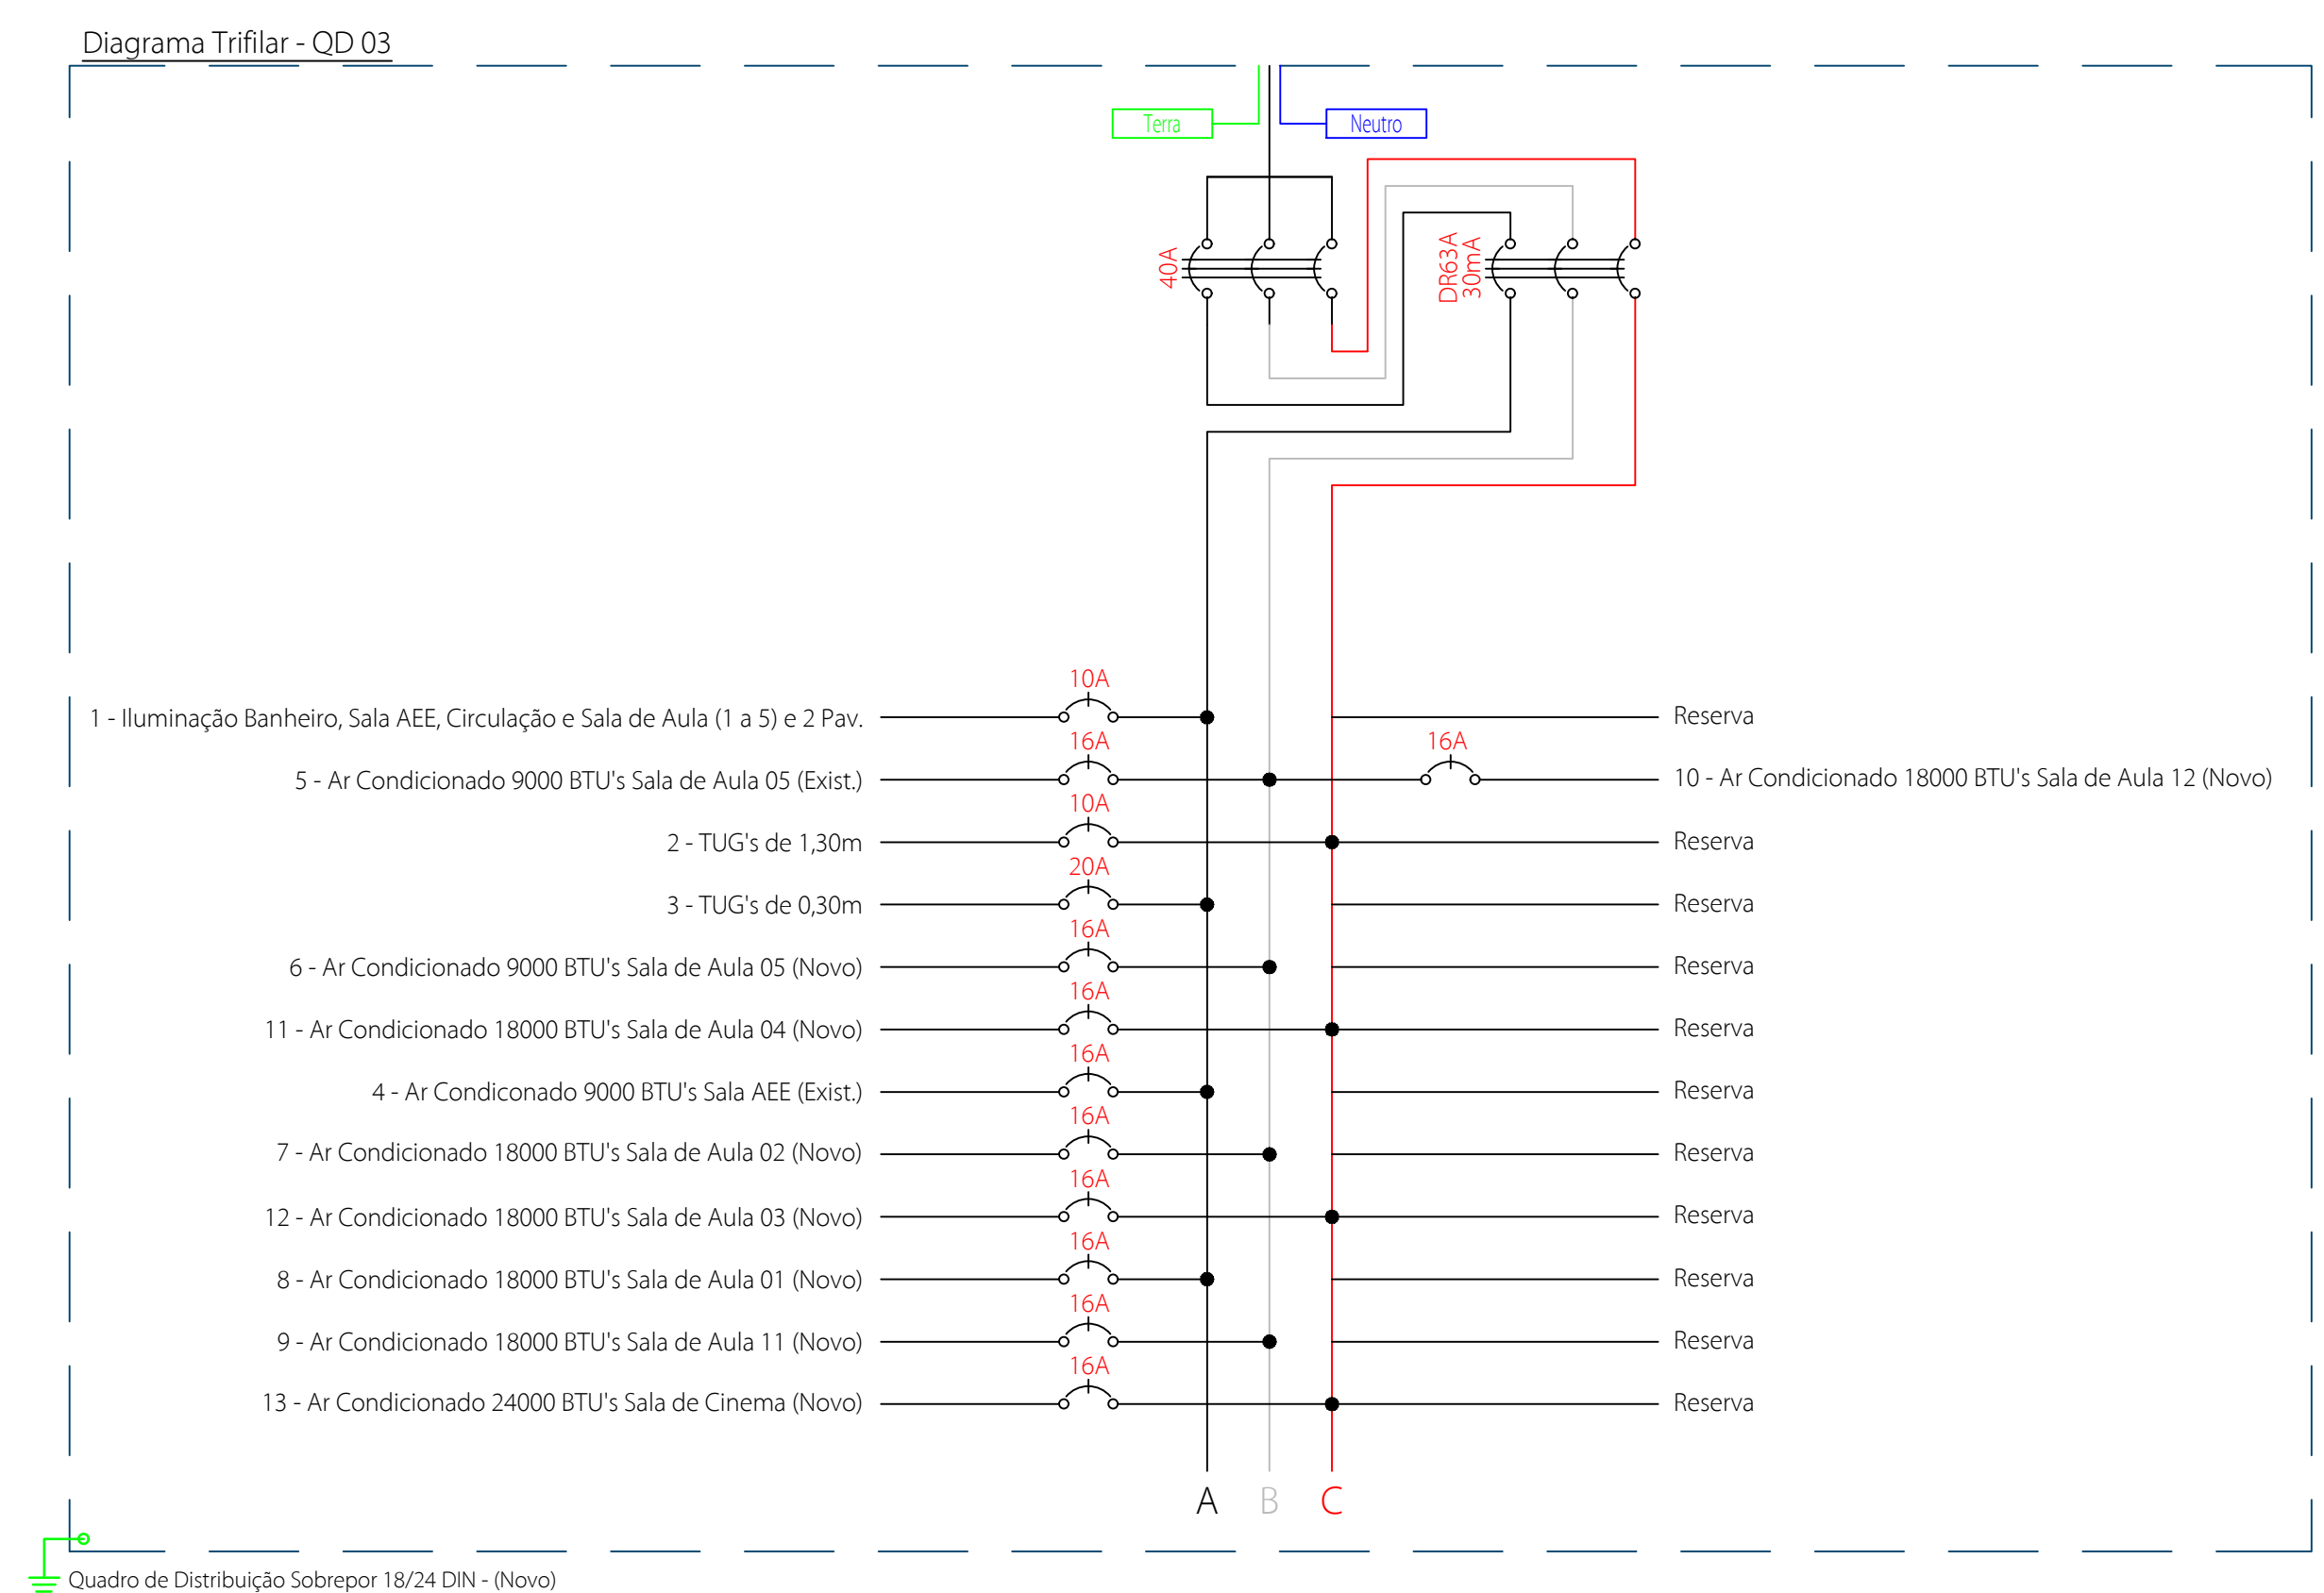 Diagrama Trifilar - QD 03
Terra
Neutro
40A
DR63A
30mA
10A
1 - Iluminação Banheiro, Sala AEE, Circulação e Sala de Aula (1 a 5) e 2 Pav.
Reserva
16A
16A
5 - Ar Condicionado 9000 BTU's Sala de Aula 05 (Exist.)
10 - Ar Condicionado 18000 BTU's Sala de Aula 12 (Novo)
10A
2 - TUG's de 1,30m
Reserva
20A
3 - TUG's de 0,30m
Reserva
16A
6 - Ar Condicionado 9000 BTU's Sala de Aula 05 (Novo)
Reserva
16A
11 - Ar Condicionado 18000 BTU's Sala de Aula 04 (Novo)
Reserva
16A
4 - Ar Condiconado 9000 BTU's Sala AEE (Exist.)
Reserva
16A
7 - Ar Condicionado 18000 BTU's Sala de Aula 02 (Novo)
Reserva
16A
12 - Ar Condicionado 18000 BTU's Sala de Aula 03 (Novo)
Reserva
16A
8 - Ar Condicionado 18000 BTU's Sala de Aula 01 (Novo)
Reserva
16A
9 - Ar Condicionado 18000 BTU's Sala de Aula 11 (Novo)
Reserva
16A
13 - Ar Condicionado 24000 BTU's Sala de Cinema (Novo)
Reserva
A B C
Quadro de Distribuição Sobrepor 18/24 DIN - (Novo)